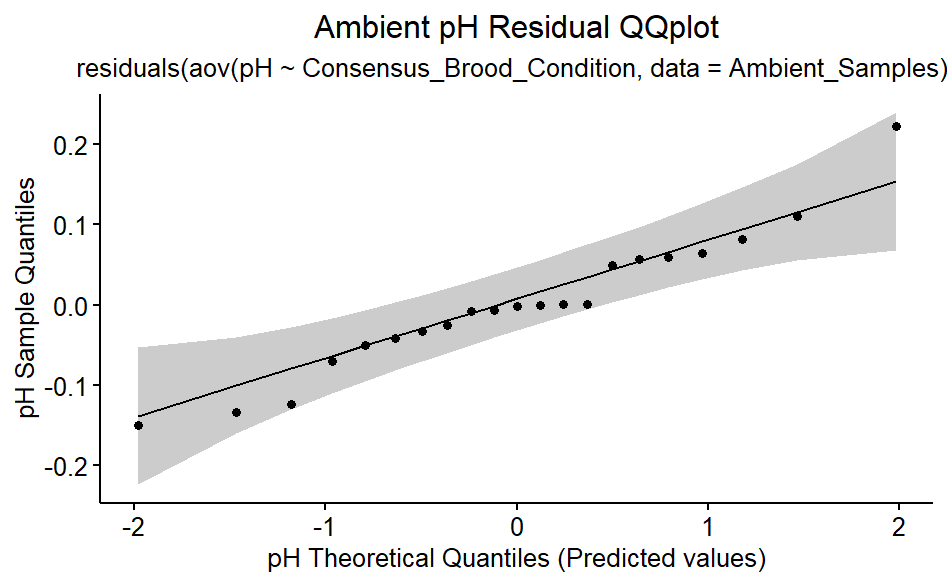 Ambient pH Residual QQplot
residuals(aov(pH ~ Consensus_Brood_Condition, data = Ambient_Samples)
pH Sample Quantiles
0.2
0.1
0.0
-0.1
-0.2
-2 -1 0 1 2
pH Theoretical Quantiles (Predicted values)